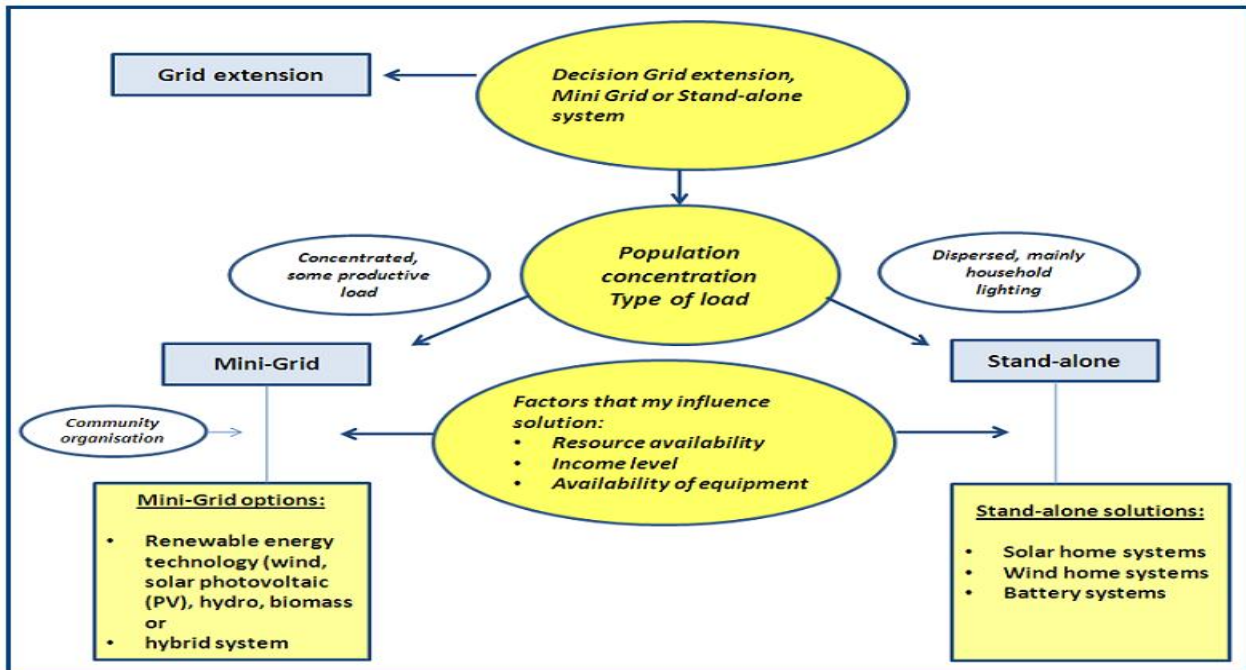 Grid extension
Decision Grid extension,
Mini Grid or Stand-alone
system
Concentrated,
some productive
load
Population
concentration
Type of load
Dispersed, mainly
household
lighting
Mini-Grid
Stand-alone
Community
organisation
Factors that my influence
solution:
• Resource availability
• Income level
• Availability of equipment
Mini-Grid options:
• Renewable energy
technology (wind,
solar photovoltaic
(PV), hydro, biomass
or
• hybrid system
Stand-alone solutions:
• Solar home systems
• Wind home systems
• Battery systems